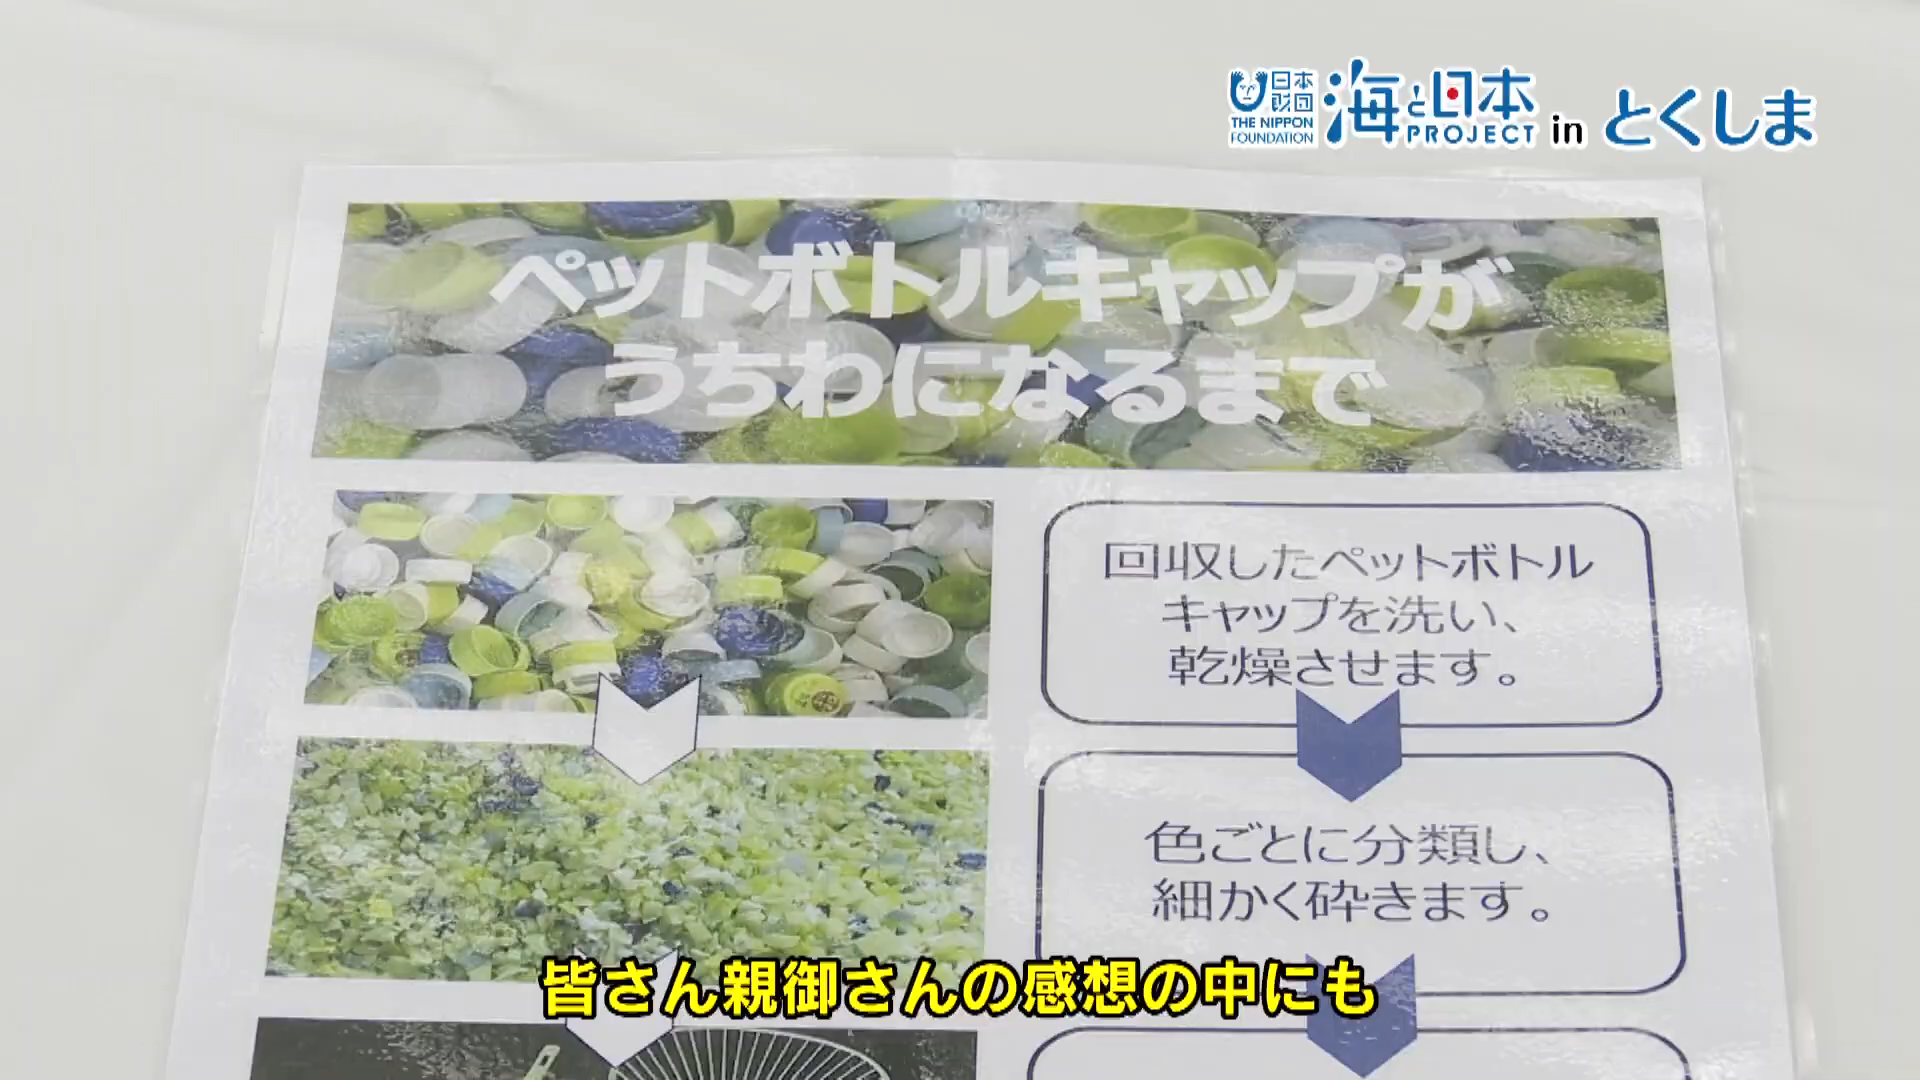 日本
財団
THE NIPPON
FOUNDATION
海と日本
PROJECT
in とくしま
ペットボトルキャップが
うちわになるまで
回収したペットボトル
キャップを洗い、
乾燥させます。
色ごとに分類し、
細かく砕きます。
皆さん親御さんの感想の中にも